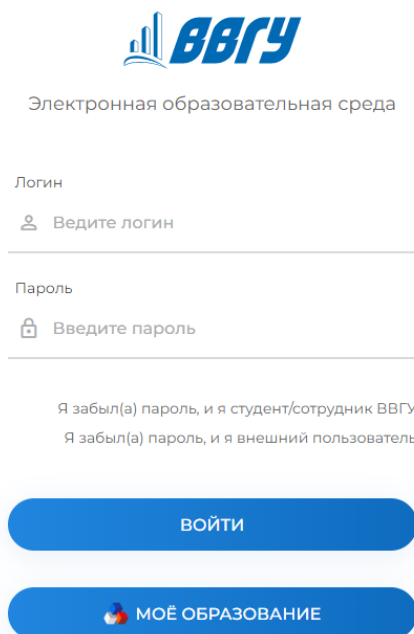 ВВГУ
Электронная образовательная среда
Логин
Ведите логин
Пароль
Введите пароль
Я забыл(а) пароль, и я студент/сотрудник ВВГУ
Я забыл(а) пароль, и я внешний пользователь
ВОЙТИ
МОЁ ОБРАЗОВАНИЕ